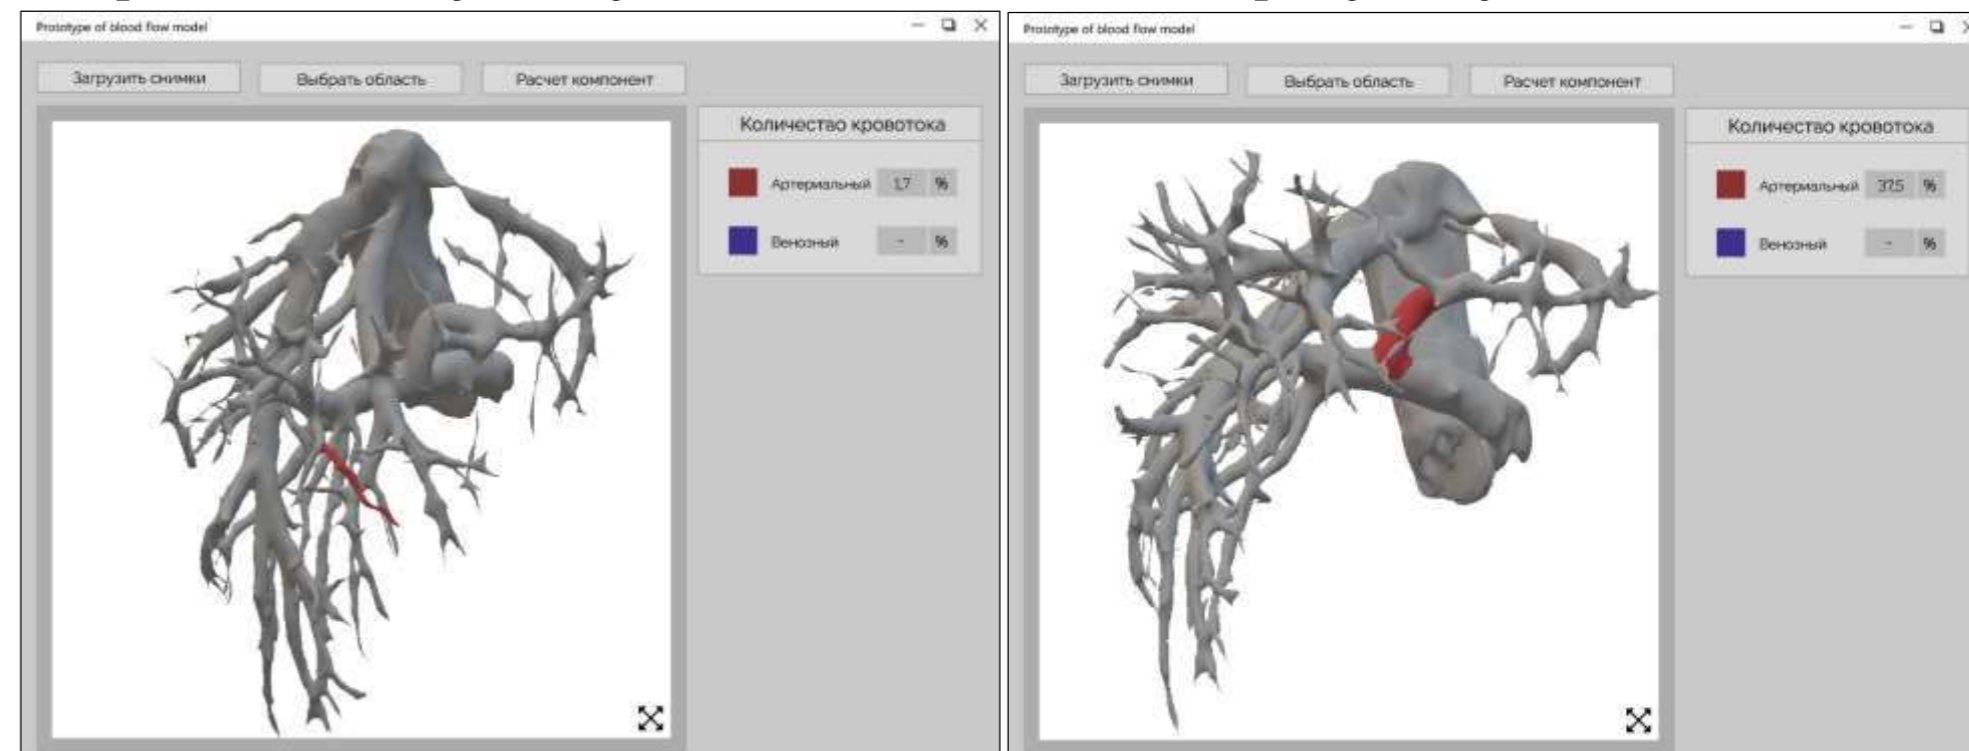 Prototype of blood flow model
Загрузить снимки
Выбрать область
Расчет компонент
Количество кровотока
Артериальный 1,7 %
Венозный - %
Prototype of blood flow model
Загрузить снимки
Выбрать область
Расчет компонент
Количество кровотока
Артериальный 37,5 %
Венозный - %